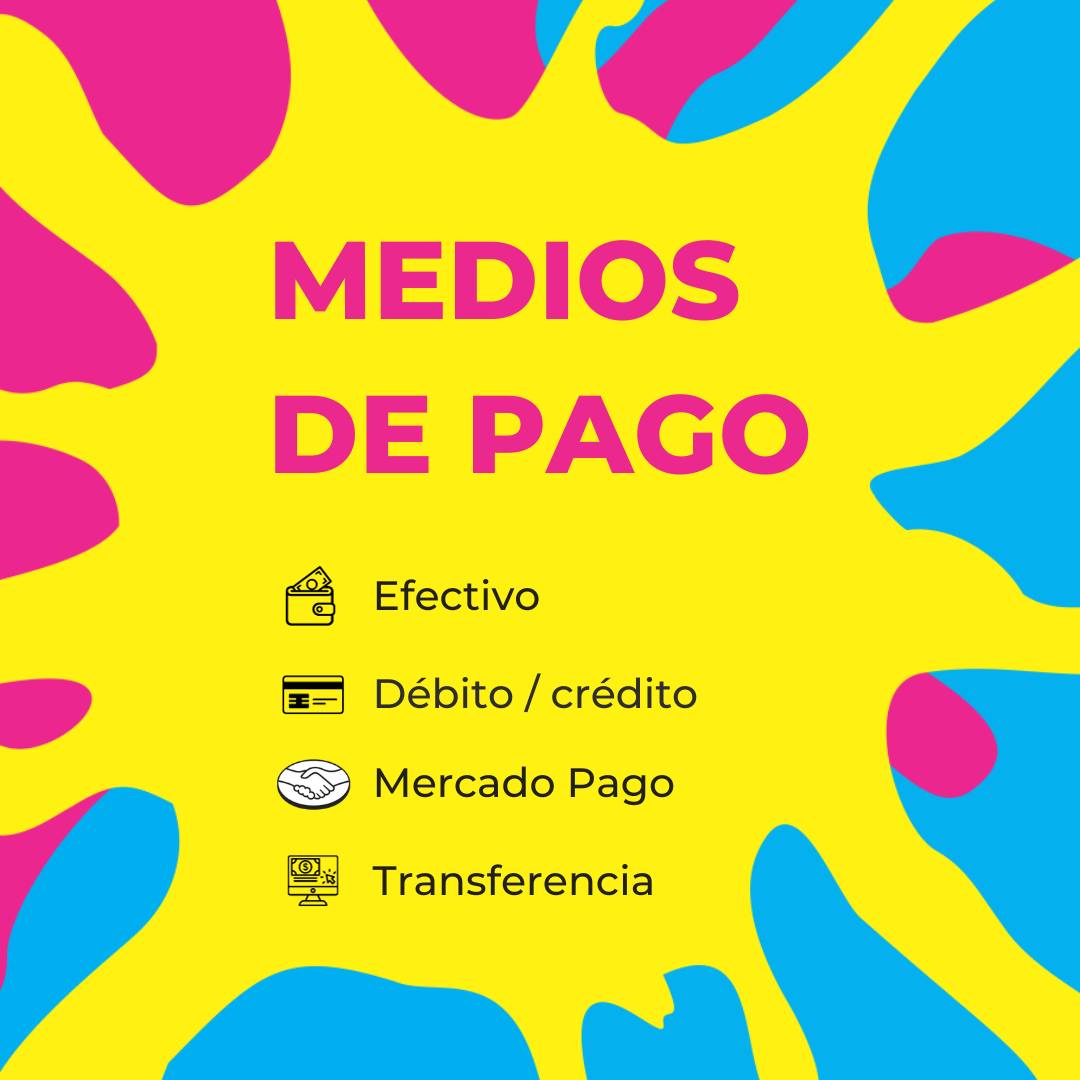 MEDIOS
DE PAGO
Efectivo
Débito / crédito
Mercado Pago
Transferencia